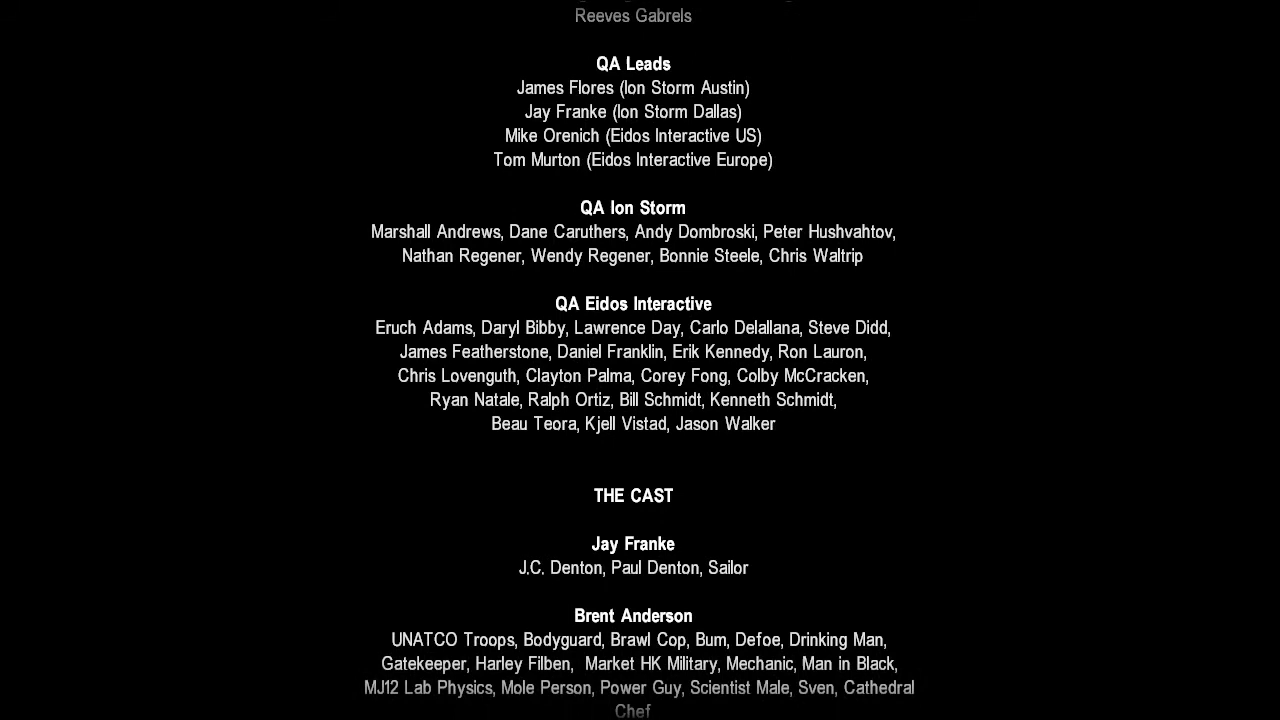 Reeves Gabrels
QA Leads
James Flores (Ion Storm Austin)
Jay Franke (Ion Storm Dallas)
Mike Orenich (Eidos Interactive US)
Tom Murton (Eidos Interactive Europe)
QA Ion Storm
Marshall Andrews, Dane Caruthers, Andy Dombroski, Peter Hushvahtov,
Nathan Regener, Wendy Regener, Bonnie Steele, Chris Waltrip
QA Eidos Interactive
Eruch Adams, Daryl Bibby, Lawrence Day, Carlo Delallana, Steve Didd,
James Featherstone, Daniel Franklin, Erik Kennedy, Ron Lauron,
Chris Lovenguth, Clayton Palma, Corey Fong, Colby McCracken,
Ryan Natale, Ralph Ortiz, Bill Schmidt, Kenneth Schmidt,
Beau Teora, Kjell Vistad, Jason Walker
THE CAST
Jay Franke
J.C. Denton, Paul Denton, Sailor
Brent Anderson
UNATCO Troops, Bodyguard, Brawl Cop, Bum, Defoe, Drinking Man,
Gatekeeper, Harley Filben,  Market HK Military, Mechanic, Man in Black,
MJ12 Lab Physics, Mole Person, Power Guy, Scientist Male, Sven, Cathedral
Chef